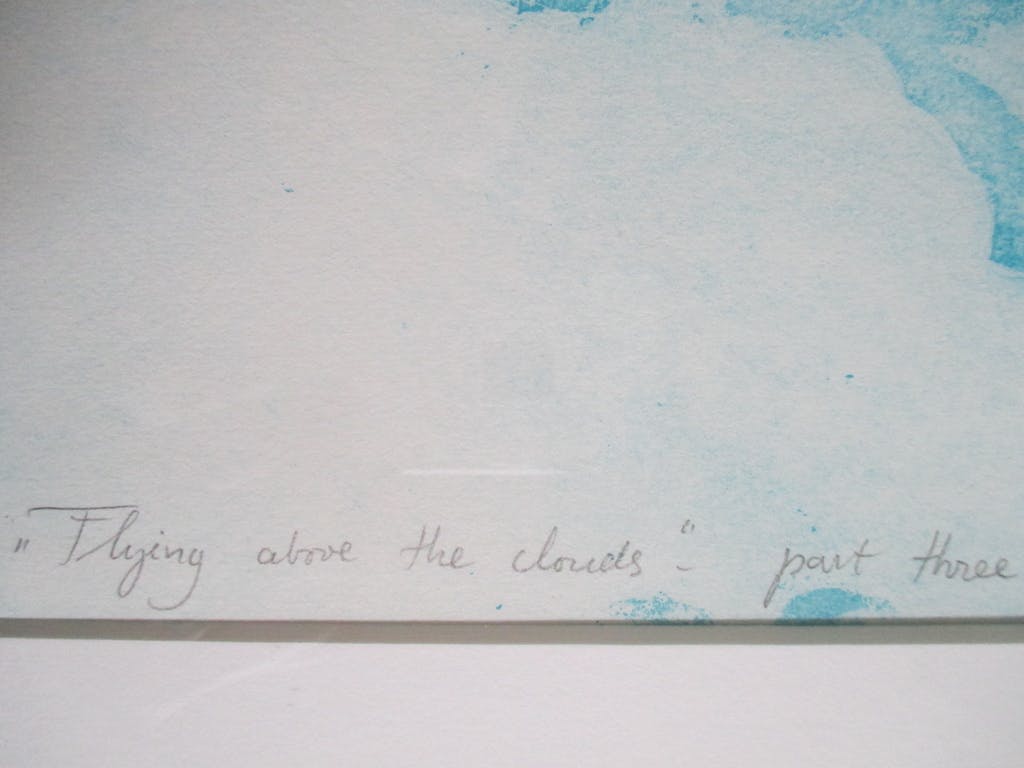 „Flying above the clouds“ - part three